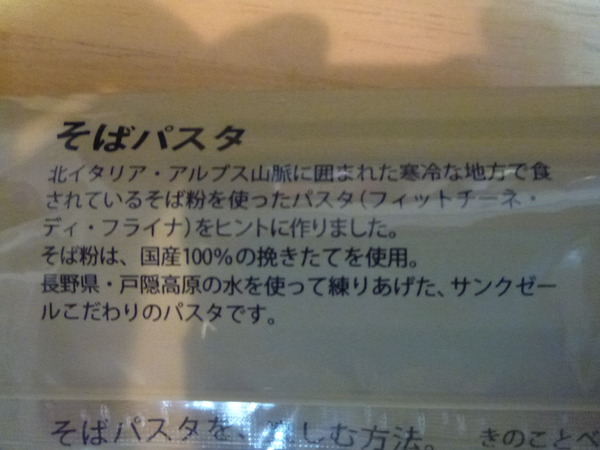 そばパスタ
北イタリア・アルプス山脈に囲まれた寒冷な地方で食
されているそば粉を使ったパスタ(フィットチーネ・
ディ・フライナ)をヒントに作りました。
そば粉は、国産100%の挽きたてを使用。
長野県・戸隠高原の水を使って練りあげた、サンクゼー
ルこだわりのパスタです。
そばパスタを、しむ方法。 きのことべ